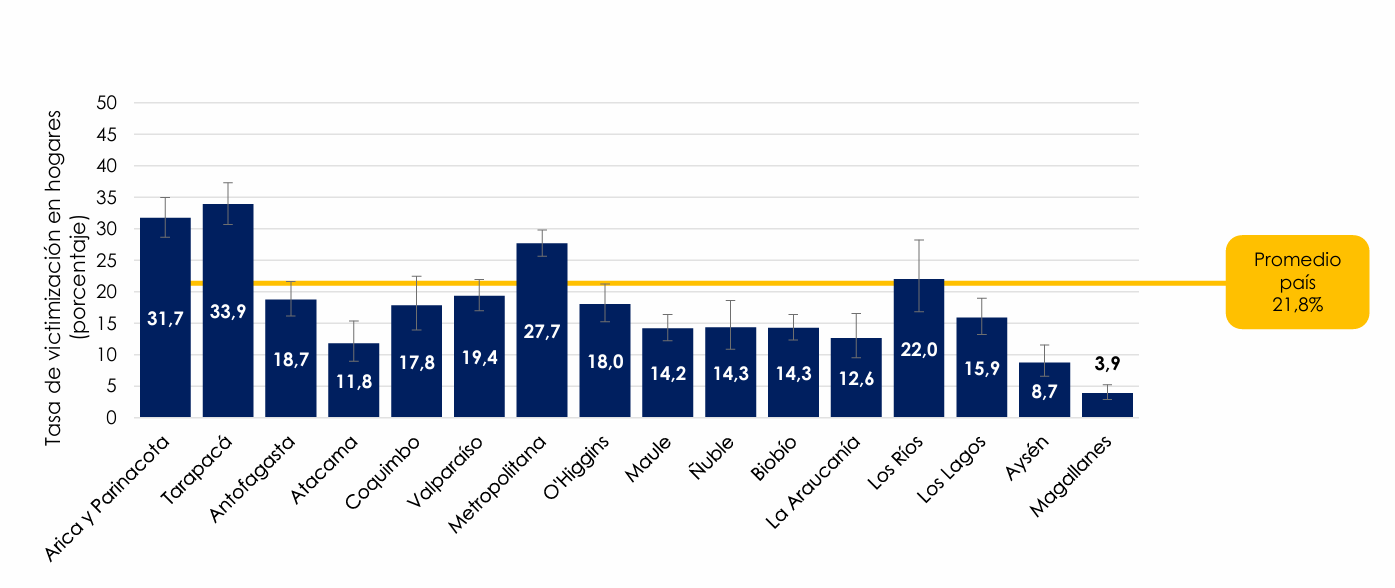 Tasa de victimización en hogares
(porcentaje)
50
45
40
35
30
25
20
15
10
5
0
31,7
33,9
18,7
11,8
17,8
19,4
27,7
18,0
14,2
14,3
14,3
12,6
22,0
15,9
8,7
3,9
Arica y Parinacota
Tarapacá
Antofagasta
Atacama
Coquimbo
Valparaíso
Metropolitana
O'Higgins
Maule
Ñuble
Biobío
La Araucanía
Los Ríos
Los Lagos
Aysén
Magallanes
Promedio
país
21,8%